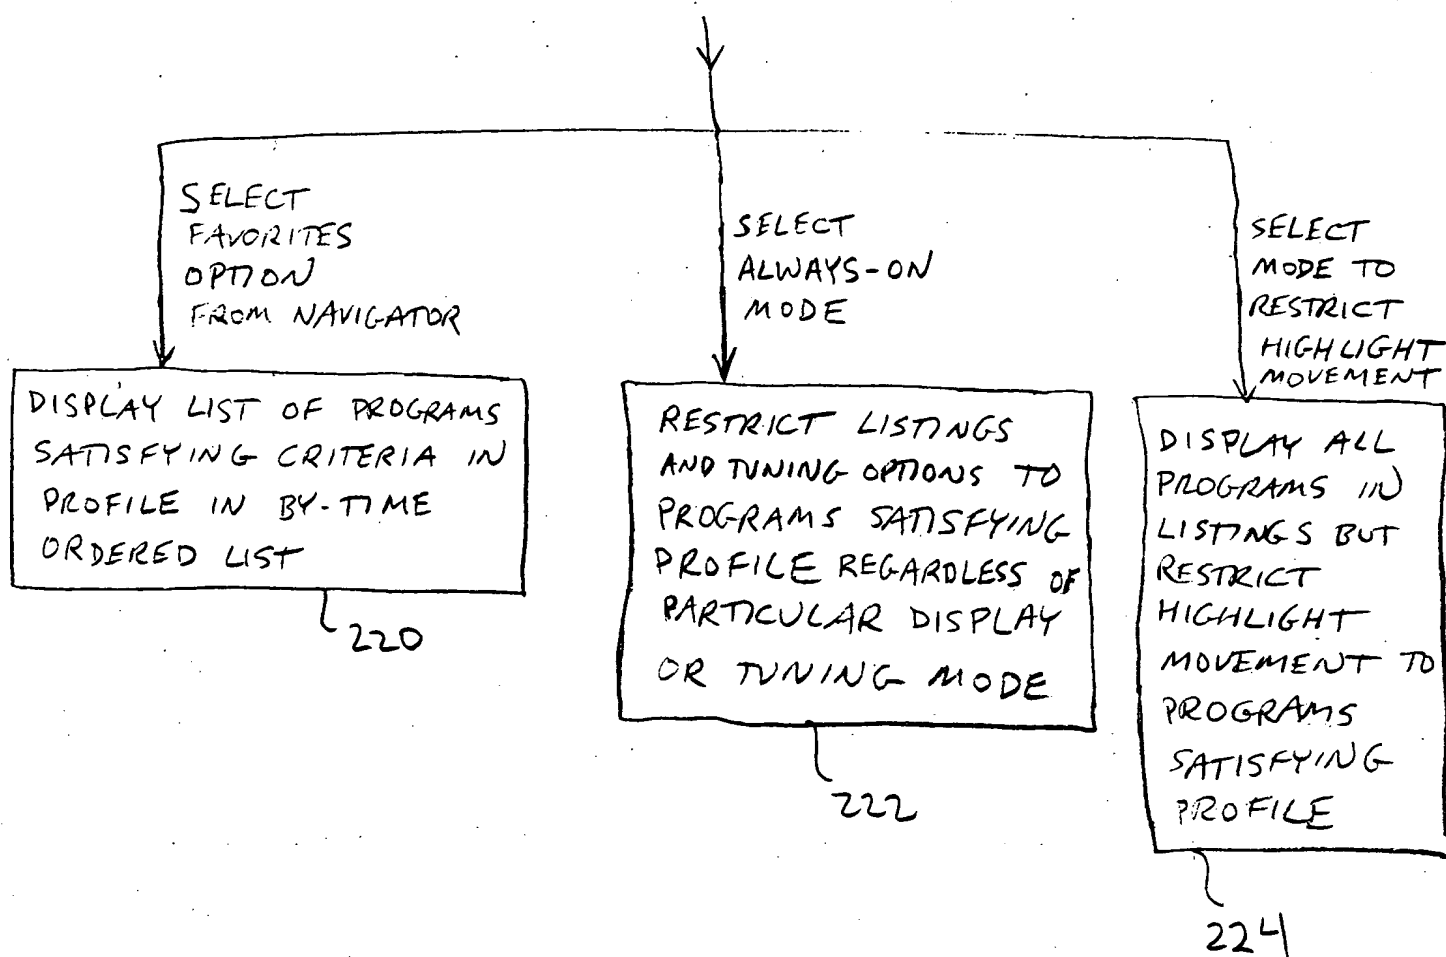 SELECT
FAVORITES
OPTION
FROM NAVIGATOR
SELECT
ALWAYS-ON
MODE
SELECT
MODE TO
RESTRICT
HIGHLIGHT
MOVEMENT
DISPLAY LIST OF PROGRAMS
SATISFYING CRITERIA IN
PROFILE IN BY-TIME
ORDERED LIST
220
RESTRICT LISTINGS
AND TUNING OPTIONS TO
PROGRAMS SATISFYING
PROFILE REGARDLESS OF
PARTICULAR DISPLAY
OR TUNING MODE
222
DISPLAY ALL
PROGRAMS IN
LISTINGS BUT
RESTRICT
HIGHLIGHT
MOVEMENT TO
PROGRAMS
SATISFYING
PROFILE
224